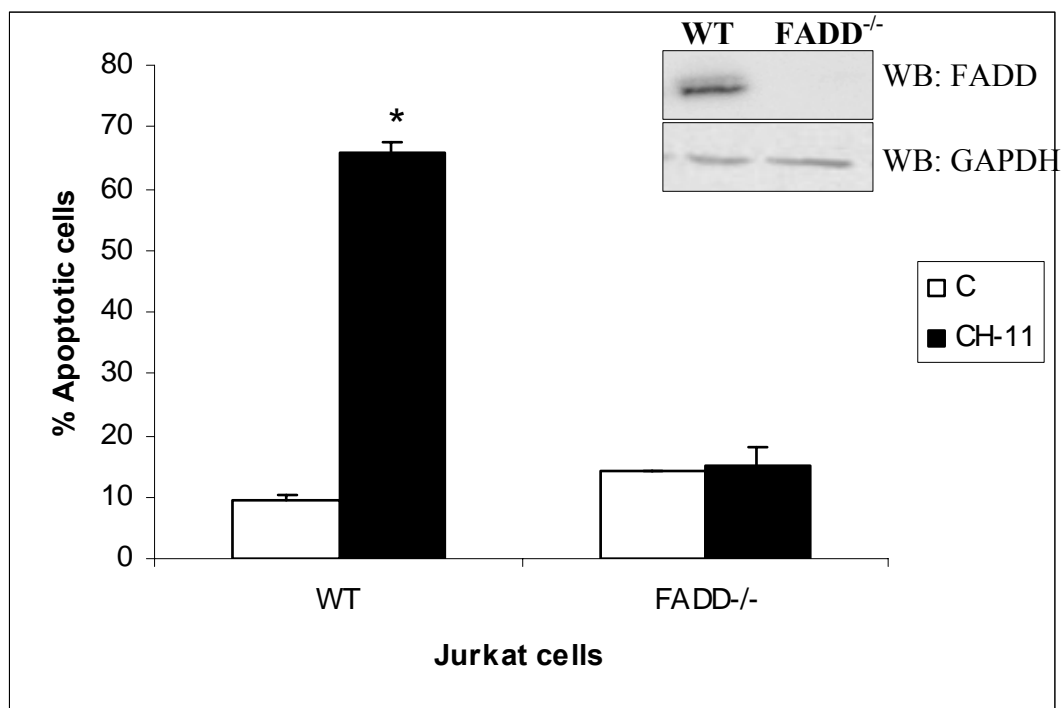 WT FADD-/-
WB: FADD
WB: GAPDH
% Apoptotic cells
80
70
60
50
40
30
20
10
0
*
C
CH-11
WT FADD-/-
Jurkat cells